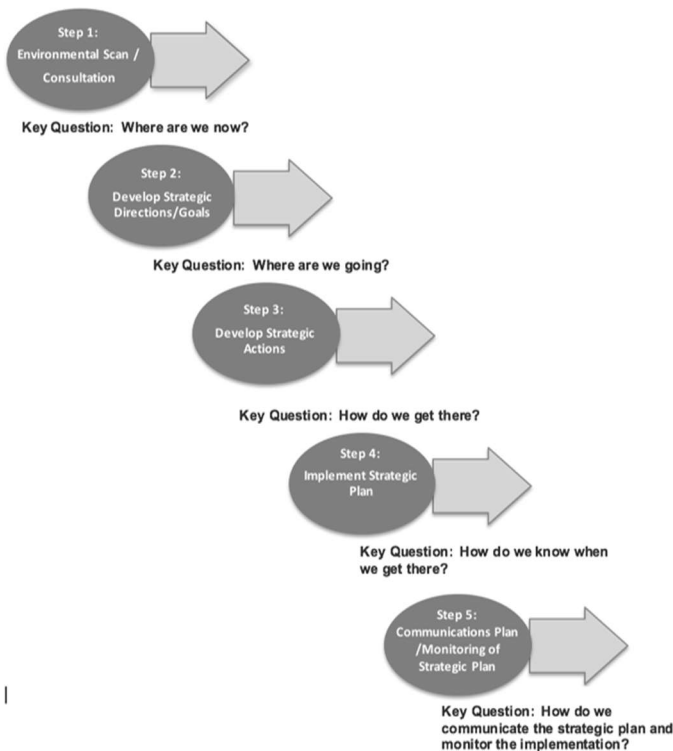 Step 1:
Environmental Scan /
Consultation
Key Question: Where are we now?
Step 2:
Develop Strategic
Directions/Goals
Key Question: Where are we going?
Step 3:
Develop Strategic
Actions
Key Question: How do we get there?
Step 4:
Implement Strategic
Plan
Key Question: How do we know when
we get there?
Step 5:
Communications Plan
/Monitoring of
Strategic Plan
Key Question: How do we
communicate the strategic plan and
monitor the implementation?